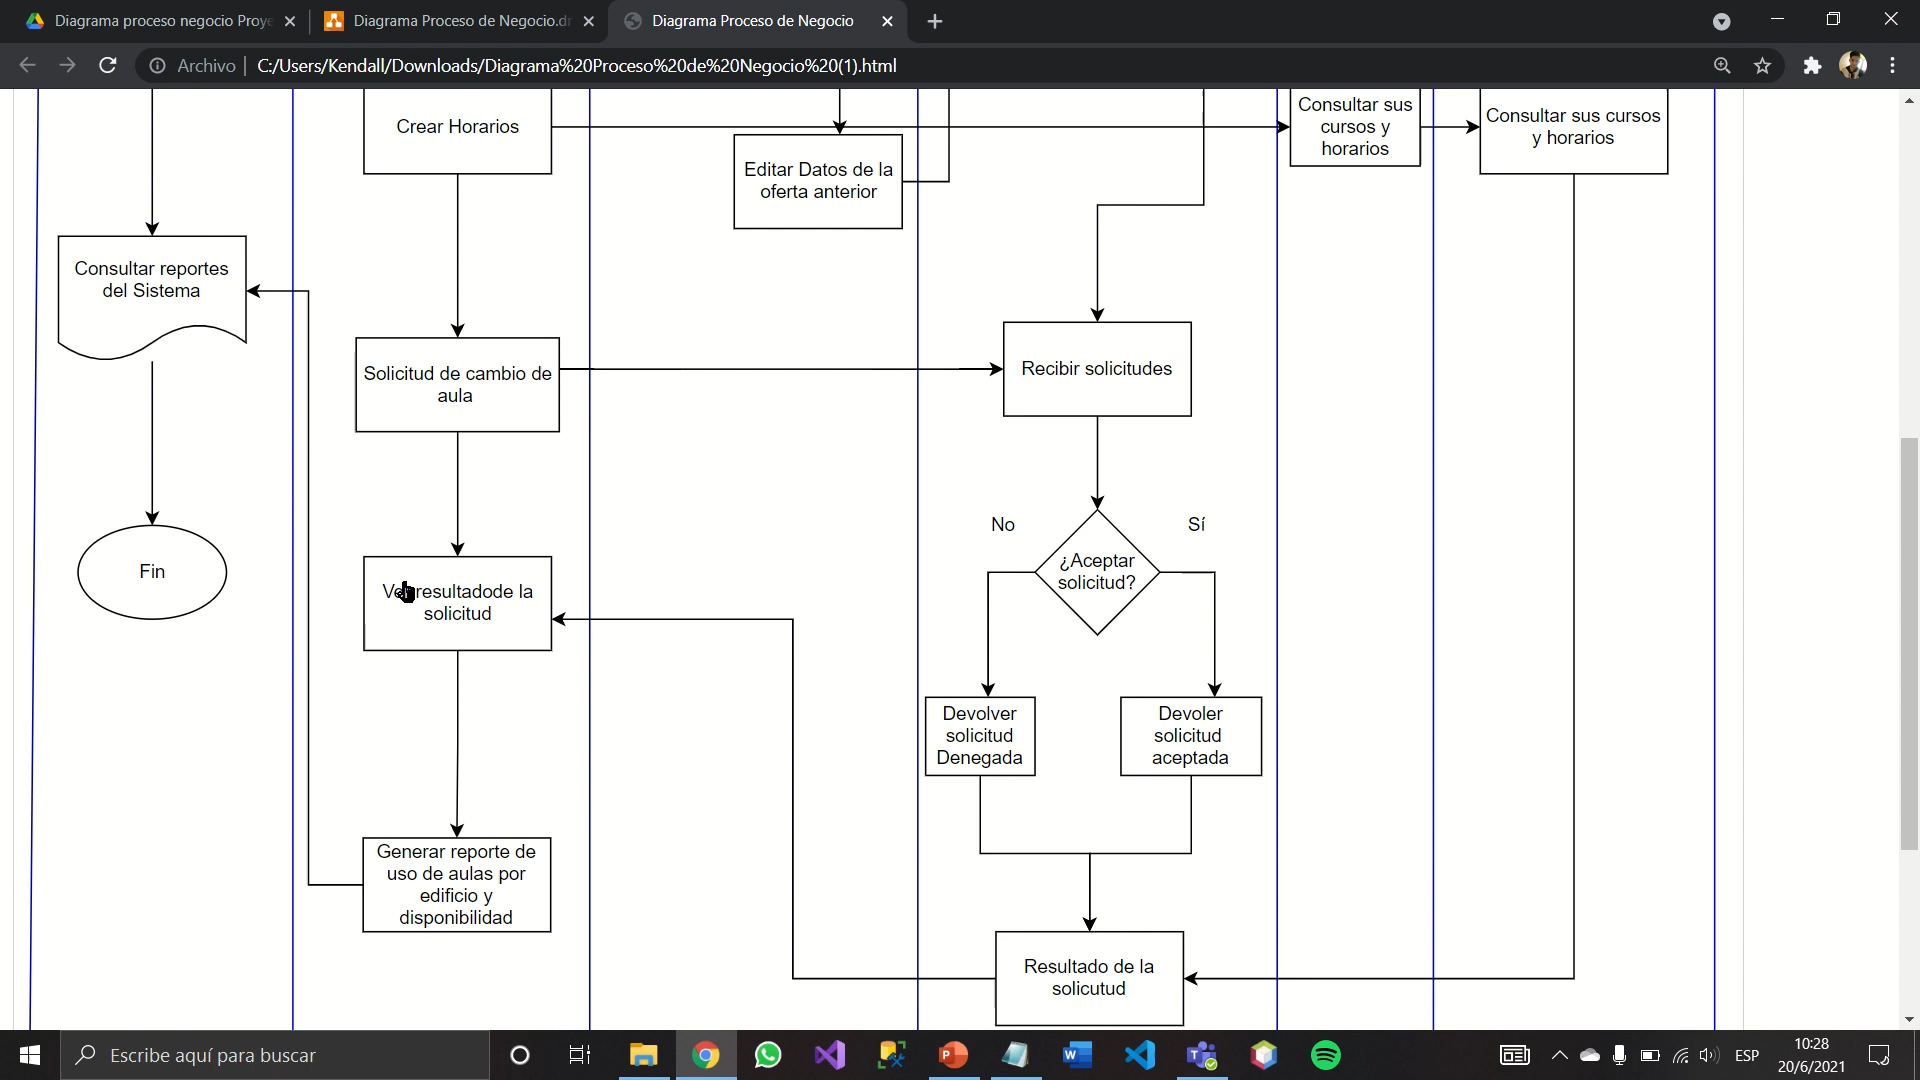 Diagrama proceso negocio Proye
Diagrama Proceso de Negocio.dr
Diagrama Proceso de Negocio
Archivo
C:/Users/Kendall/Downloads/Diagrama%20Proceso%20de%20Negocio%20(1).html
Crear Horarios
Editar Datos de la
oferta anterior
Consultar sus
cursos y
horarios
Consultar sus cursos
y horarios
Consultar reportes
del Sistema
Solicitud de cambio de
aula
Recibir solicitudes
No
Sí
¿Aceptar
solicitud?
Fin
Ver resultadode la
solicitud
Devolver
solicitud
Denegada
Devoler
solicitud
aceptada
Generar reporte de
uso de aulas por
edificio y
disponibilidad
Resultado de la
solicutud
Escribe aquí para buscar
ESP
10:28
20/6/2021